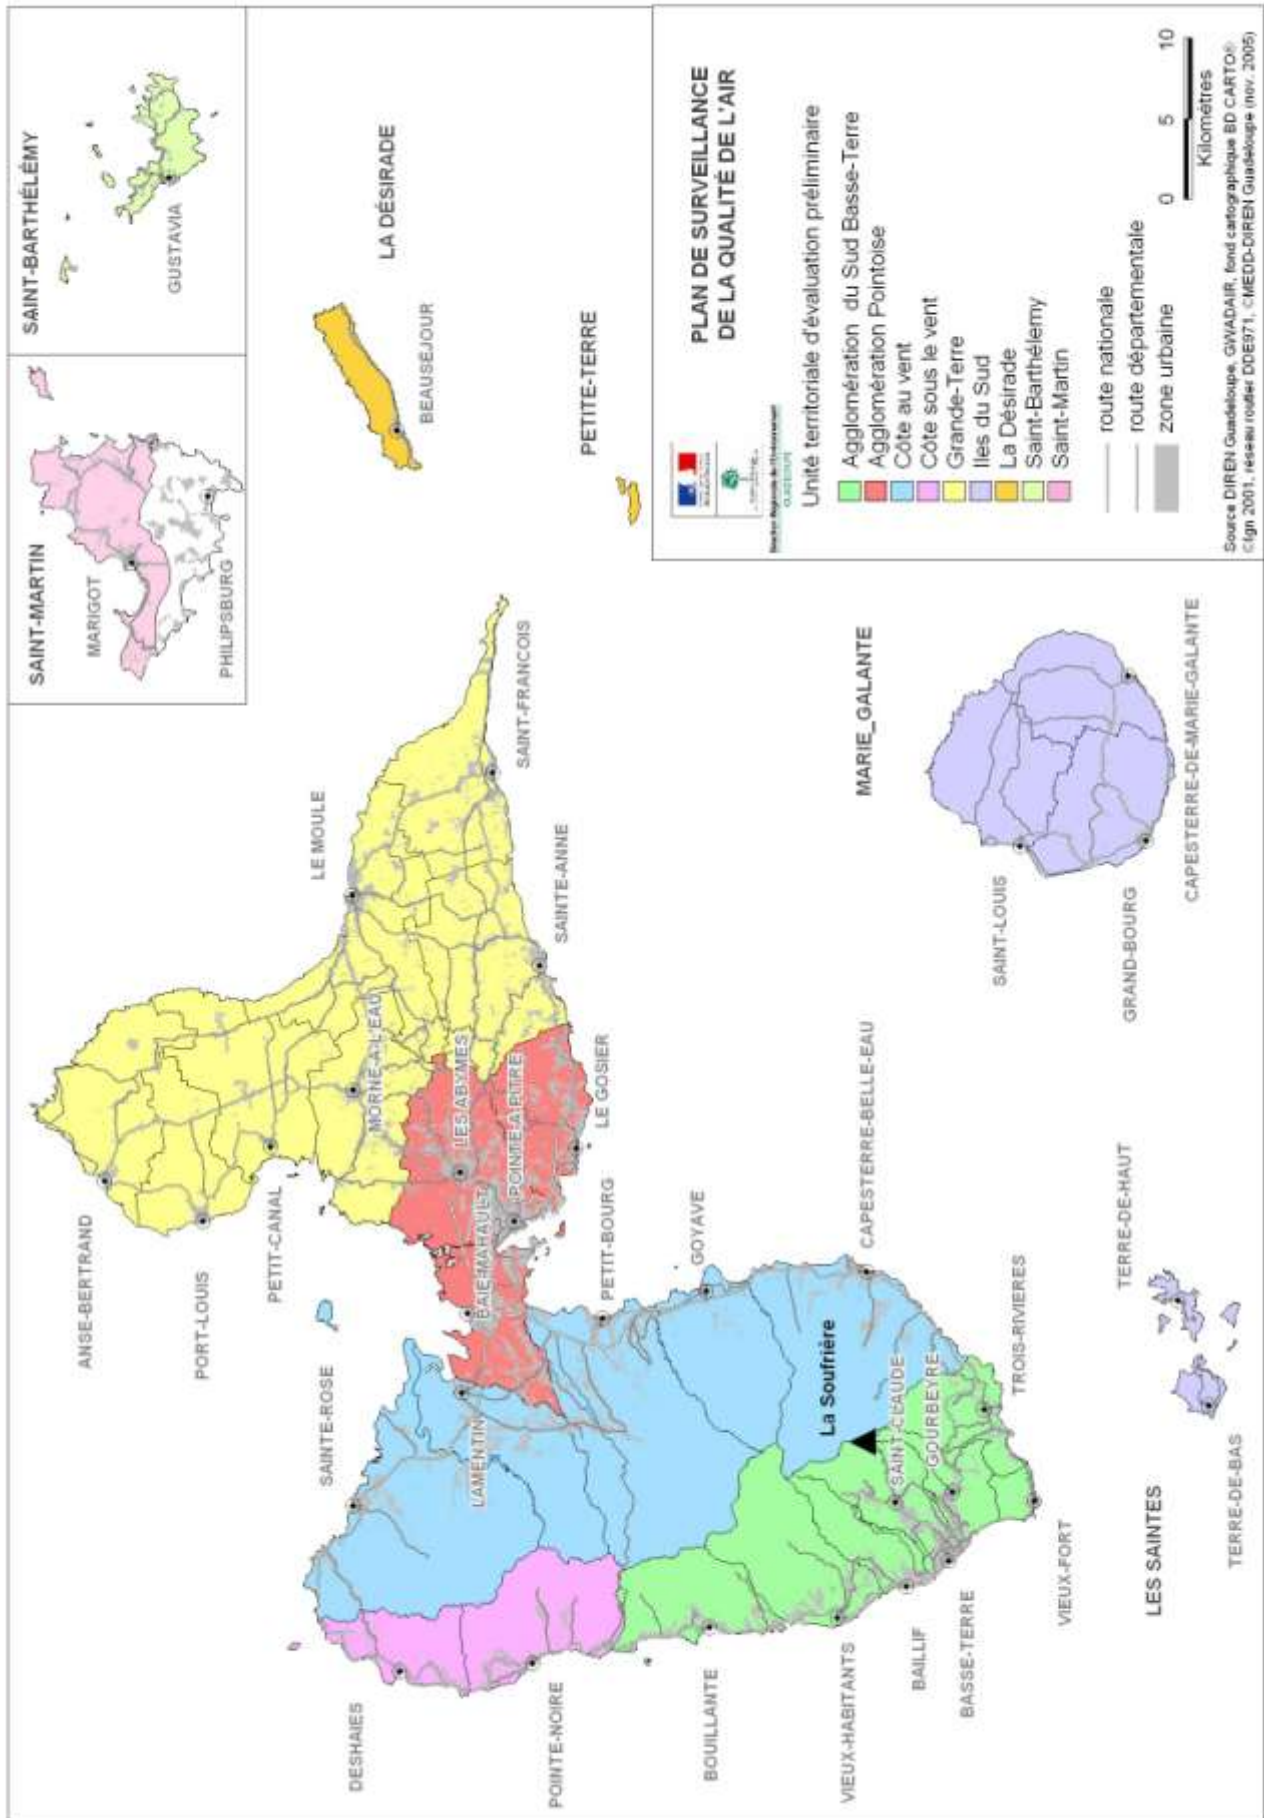 SAINT-MARTIN
MARIGOT
PHILIPSBURG
SAINT-BARTHÉLÉMY
GUSTAVIA
ANSE-BERTRAND
PORT-LOUIS
PETIT-CANAL
LE MOULE
MORNE-A-L'EAU
LES ABYMES
POINTE-A-PITRE
BAIE-MAHAULT
LE GOSIER
SAINTE-ANNE
SAINT-FRANCOIS
LA DÉSIRADE
BEAUSEJOUR
PETITE-TERRE
DESHAIES
SAINTE-ROSE
LAMENTIN
PETIT-BOURG
POINTE-NOIRE
GOYAVE
BOUILLANTE
La Soufrière
CAPESTERRE-BELLE-EAU
VIEUX-HABITANTS
SAINT-CLAUDE
GOURBEYRE
BAILLIF
BASSE-TERRE
TROIS-RIVIERES
VIEUX-FORT
LES SAINTES
TERRE-DE-HAUT
TERRE-DE-BAS
MARIE_GALANTE
SAINT-LOUIS
GRAND-BOURG
CAPESTERRE-DE-MARIE-GALANTE
PLAN DE SURVEILLANCE
DE LA QUALITÉ DE L'AIR
GUADELOUPE
Unité territoriale d'évaluation préliminaire
Agglomération du Sud Basse-Terre
Agglomération Pointoise
Côte au vent
Côte sous le vent
Grande-Terre
Iles du Sud
La Désirade
Saint-Barthélemy
Saint-Martin
route nationale
route départementale
zone urbaine
0 5 10
Kilomètres
Source DIREN Guadeloupe, GWADAIR, fond cartographique BD CARTO®
©Ign 2001, réseau routier DDE971, ©MEDD-DIREN Guadeloupe (nov. 2005)